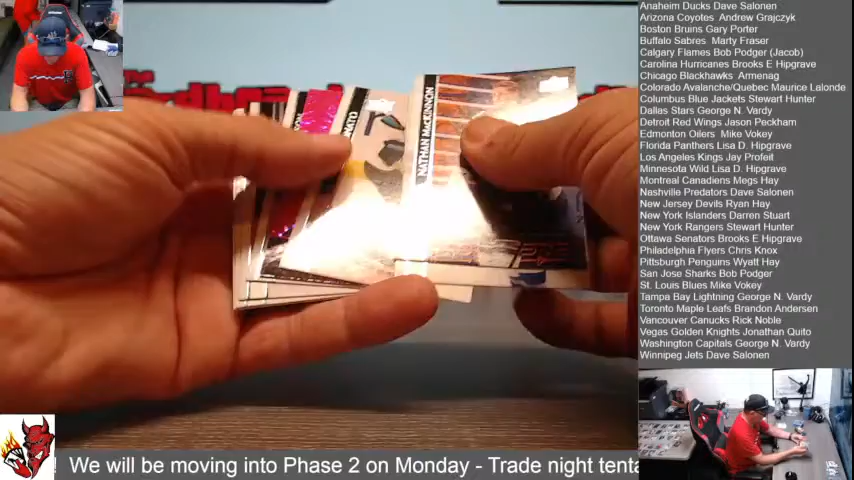 Anaheim Ducks Dave Salonen
Arizona Coyotes Andrew Grajczyk
Boston Bruins Gary Porter
Buffalo Sabres Marty Fraser
Calgary Flames Bob Podger (Jacob)
Carolina Hurricanes Brooks E Hipgrave
Chicago Blackhawks Armenag
Colorado Avalanche/Quebec Maurice Lalonde
Columbus Blue Jackets Stewart Hunter
Dallas Stars George N. Vardy
Detroit Red Wings Jason Peckham
Edmonton Oilers Mike Vokey
Florida Panthers Lisa D. Hipgrave
Los Angeles Kings Jay Profeit
Minnesota Wild Lisa D. Hipgrave
Montreal Canadiens Megs Hay
Nashville Predators Dave Salonen
New Jersey Devils Ryan Hay
New York Islanders Darren Stuart
New York Rangers Stewart Hunter
Ottawa Senators Brooks E Hipgrave
Philadelphia Flyers Chris Knox
Pittsburgh Penguins Wyatt Hay
San Jose Sharks Bob Podger
St. Louis Blues Mike Vokey
Tampa Bay Lightning George N. Vardy
Toronto Maple Leafs Brandon Andersen
Vancouver Canucks Rick Noble
Vegas Golden Knights Jonathan Quito
Washington Capitals George N. Vardy
Winnipeg Jets Dave Salonen
NATHAN MacKINNON
We will be moving into Phase 2 on Monday - Trade night tenta